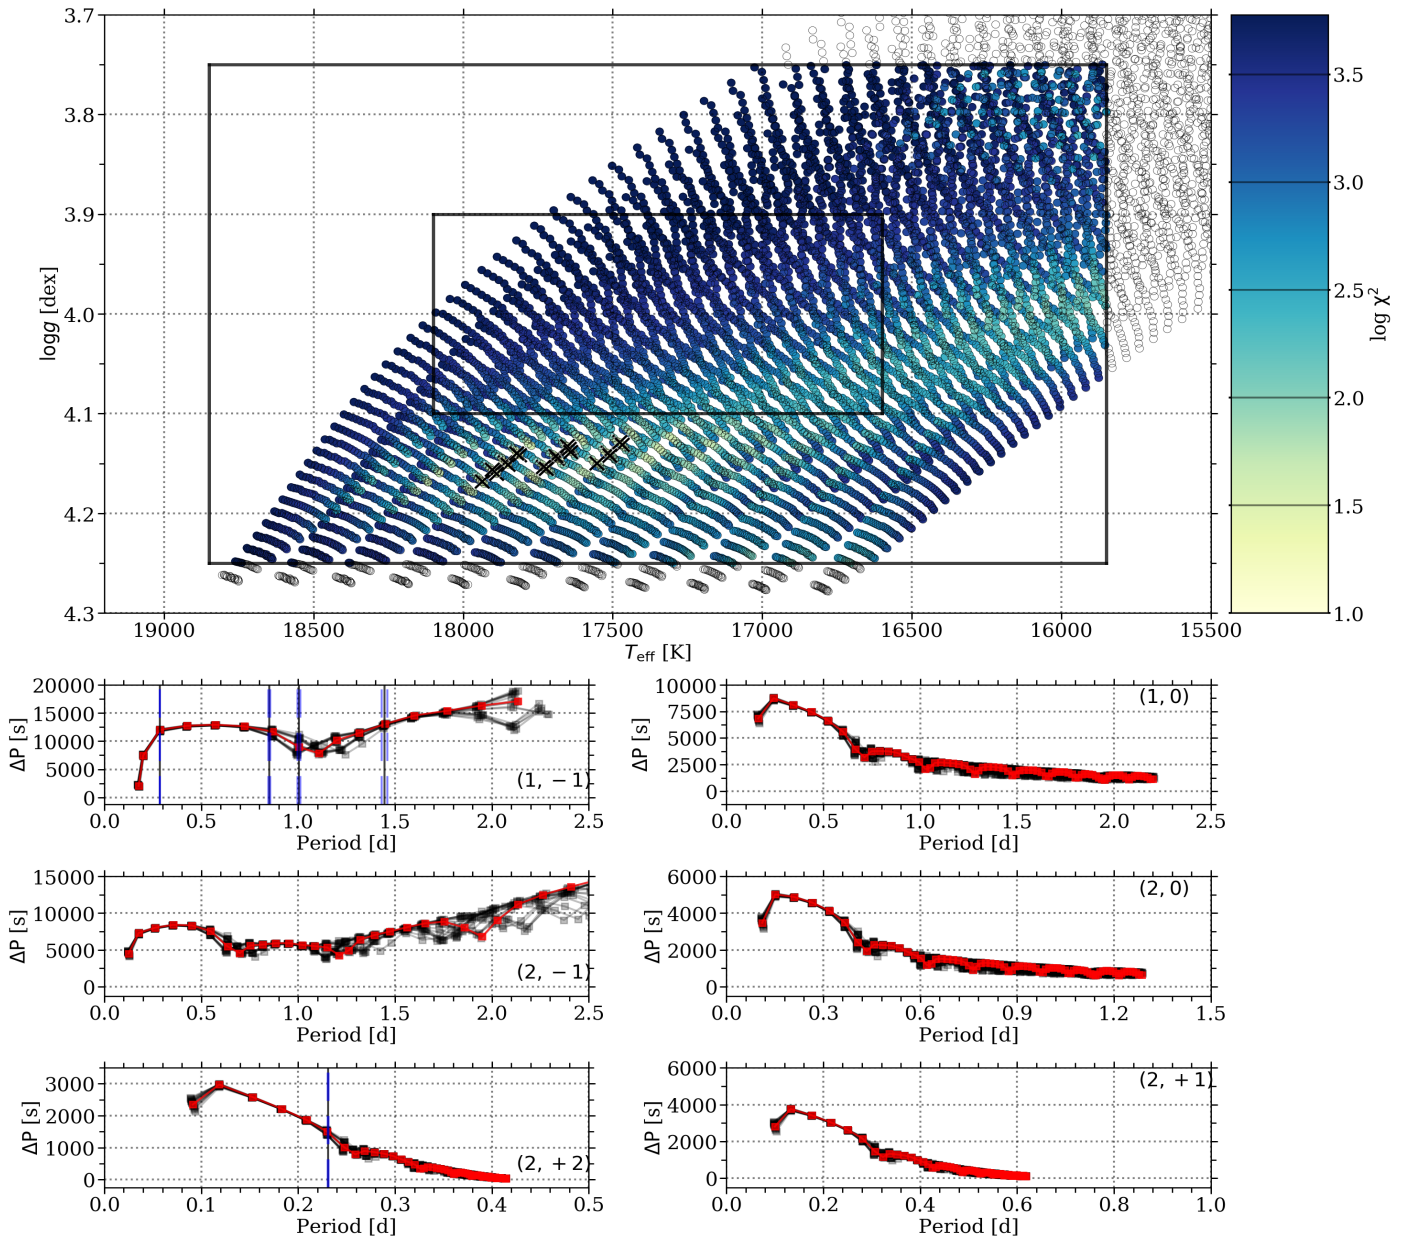 3.7
3.8
3.9
4.0
4.1
4.2
4.3
logg [dex]
19000 18500 18000 17500 17000 16500 16000 15500
Teff [K]
3.5
3.0
2.5
2.0
1.5
1.0
log χ²
20000
15000
10000
5000
0
ΔP [s]
(1, −1)
0.0 0.5 1.0 1.5 2.0 2.5
Period [d]
10000
7500
5000
2500
0
ΔP [s]
(1, 0)
0.0 0.5 1.0 1.5 2.0 2.5
Period [d]
15000
10000
5000
0
ΔP [s]
(2, −1)
0.0 0.5 1.0 1.5 2.0 2.5
Period [d]
6000
4000
2000
0
ΔP [s]
(2, 0)
0.0 0.3 0.6 0.9 1.2 1.5
Period [d]
3000
2000
1000
0
ΔP [s]
(2, +2)
0.0 0.1 0.2 0.3 0.4 0.5
Period [d]
6000
4000
2000
0
ΔP [s]
(2, +1)
0.0 0.2 0.4 0.6 0.8 1.0
Period [d]